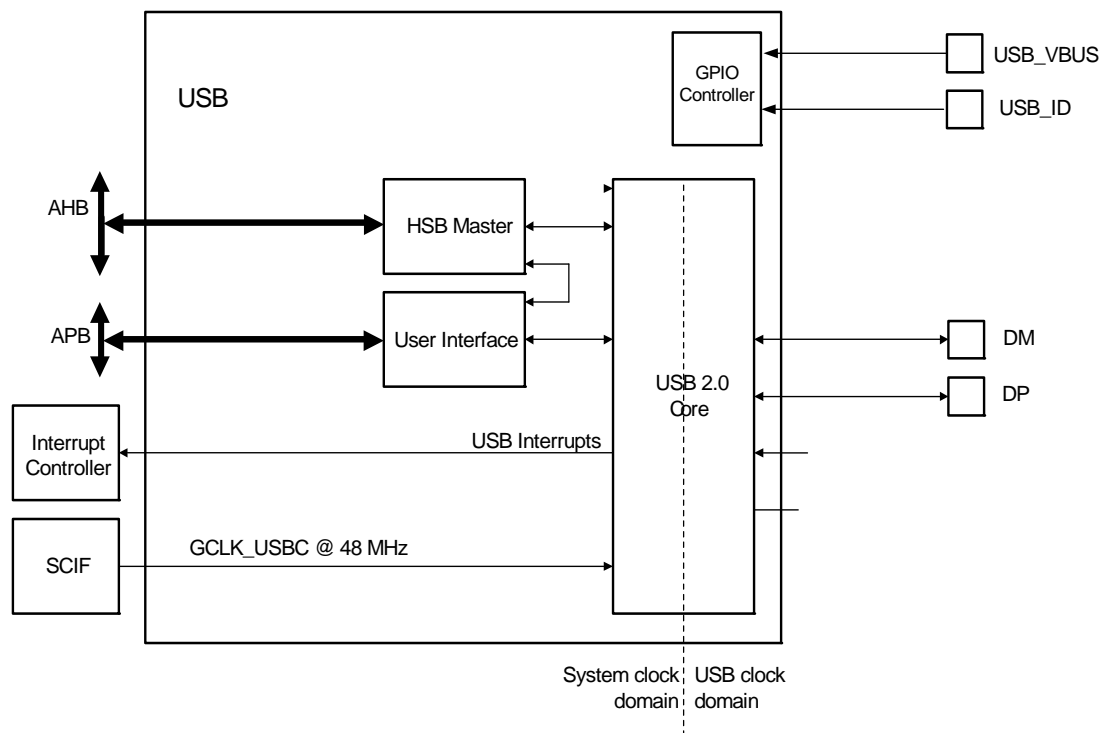 USB
GPIO
Controller
USB_VBUS
USB_ID
AHB
HSB Master
APB
User Interface
DM
USB 2.0
Core
DP
Interrupt
Controller
USB Interrupts
SCIF
GCLK_USBC @ 48 MHz
System clock
domain
USB clock
domain